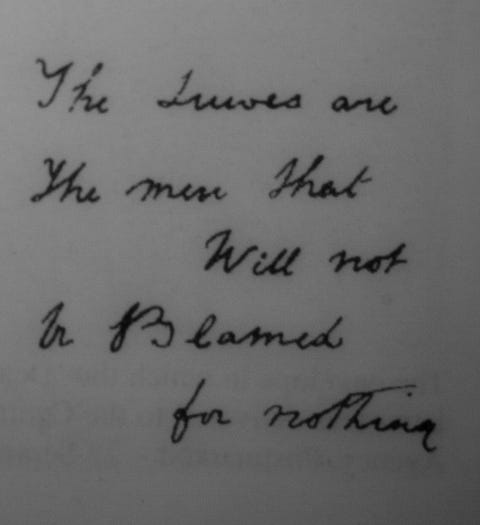 The Juwes are
The men that
Will not
be Blamed
for nothing